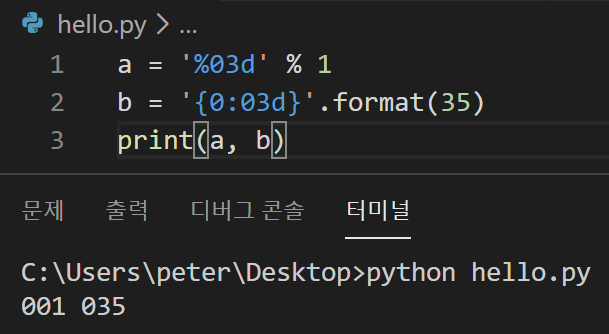 hello.py > ...
1 a = '%03d' % 1
2 b = '{0:03d}'.format(35)
3 print(a, b)
문제 출력 디버그 콘솔 터미널
C:\Users\peter\Desktop>python hello.py
001 035